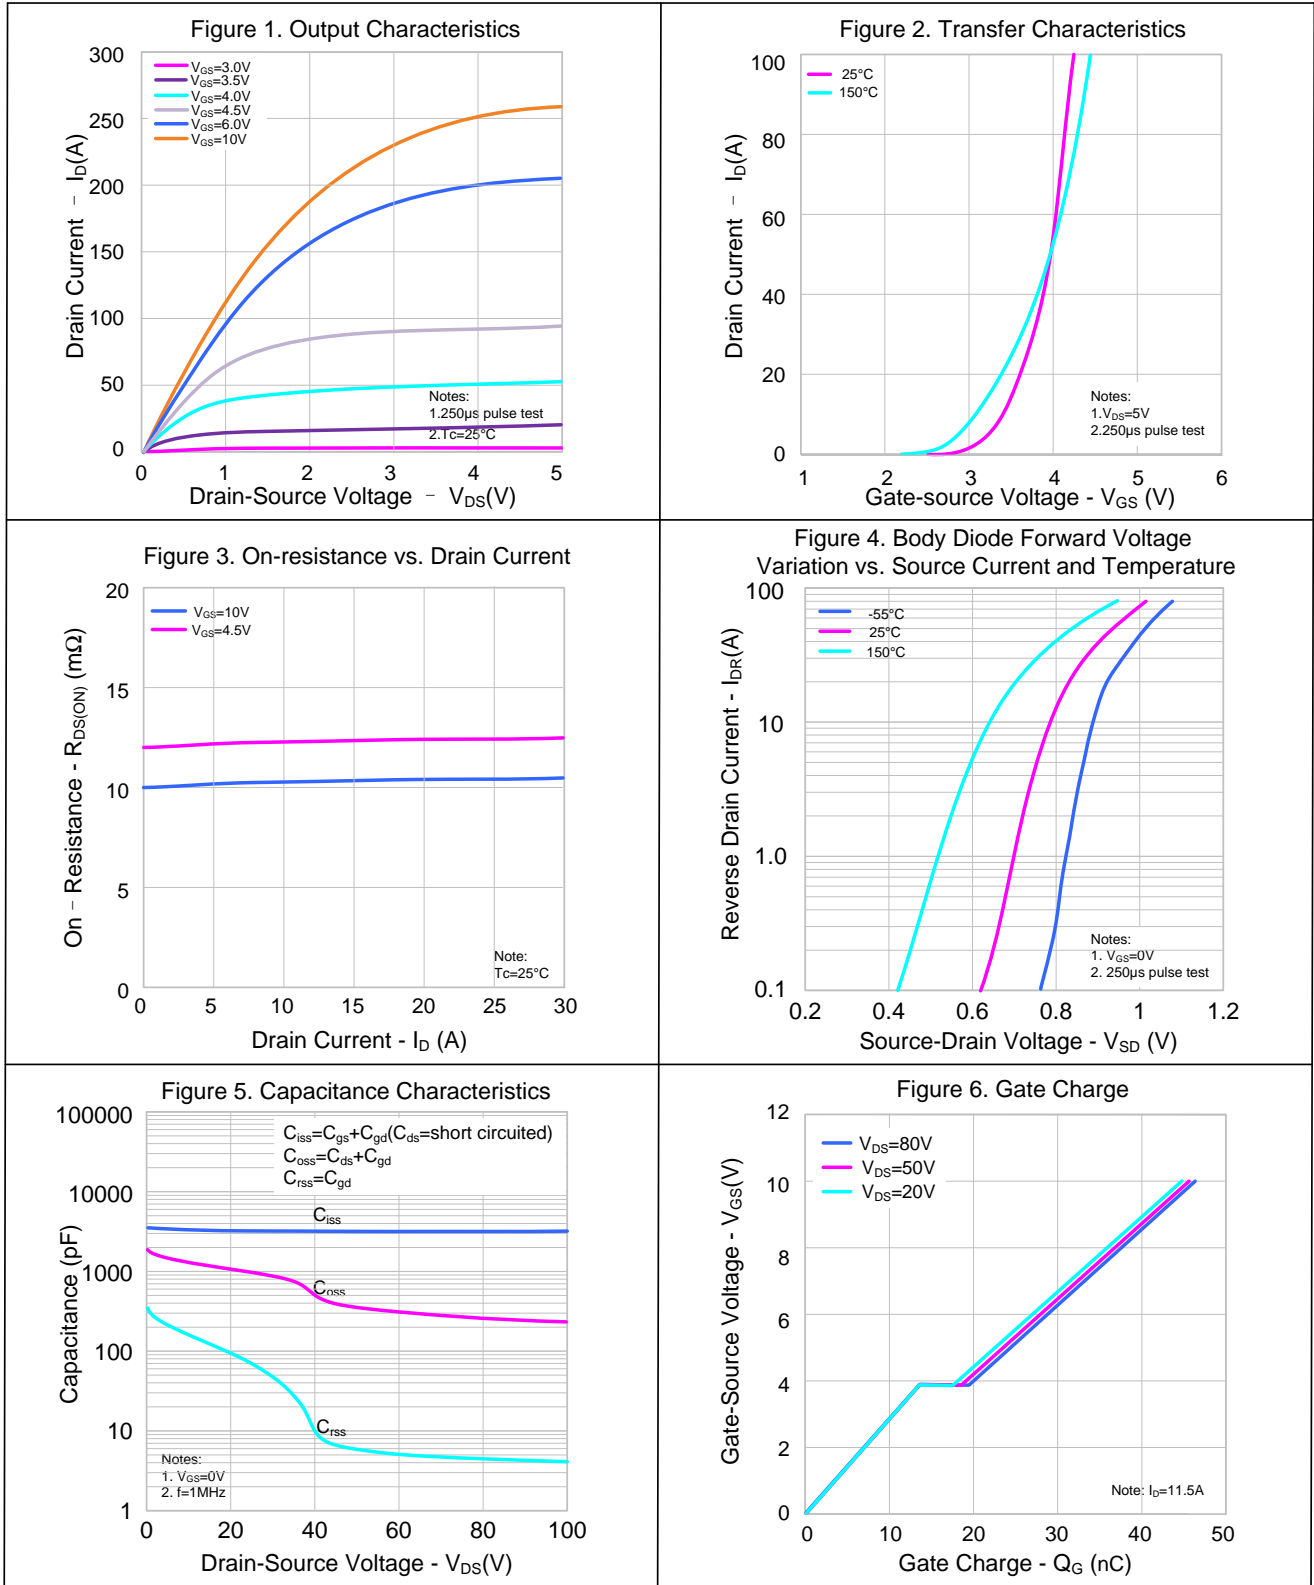 Figure 1. Output Characteristics
Drain Current – ID(A)
300
250
200
150
100
50
0
VGS=3.0V
VGS=3.5V
VGS=4.0V
VGS=4.5V
VGS=6.0V
VGS=10V
Notes:
1.250μs pulse test
2.Tc=25°C
0 1 2 3 4 5
Drain-Source Voltage – VDS(V)
Figure 2. Transfer Characteristics
Drain Current – ID(A)
100
80
60
40
20
0
25°C
150°C
Notes:
1.VDS=5V
2.250μs pulse test
1 2 3 4 5 6
Gate-source Voltage - VGS (V)
Figure 3. On-resistance vs. Drain Current
On – Resistance - RDS(ON) (mΩ)
20
15
10
5
0
VGS=10V
VGS=4.5V
Note:
Tc=25°C
0 5 10 15 20 25 30
Drain Current - ID (A)
Figure 4. Body Diode Forward Voltage
Variation vs. Source Current and Temperature
Reverse Drain Current - IDR(A)
100
10
1.0
0.1
-55°C
25°C
150°C
Notes:
1. VGS=0V
2. 250μs pulse test
0.2 0.4 0.6 0.8 1 1.2
Source-Drain Voltage - VSD (V)
Figure 5. Capacitance Characteristics
Capacitance (pF)
100000
10000
1000
100
10
1
Ciss=Cgs+Cgd(Cds=short circuited)
Coss=Cds+Cgd
Crss=Cgd
Ciss
Coss
Crss
Notes:
1. VGS=0V
2. f=1MHz
0 20 40 60 80 100
Drain-Source Voltage - VDS(V)
Figure 6. Gate Charge
Gate-Source Voltage - VGS(V)
12
10
8
6
4
2
0
VDS=80V
VDS=50V
VDS=20V
Note: ID=11.5A
0 10 20 30 40 50
Gate Charge - QG (nC)